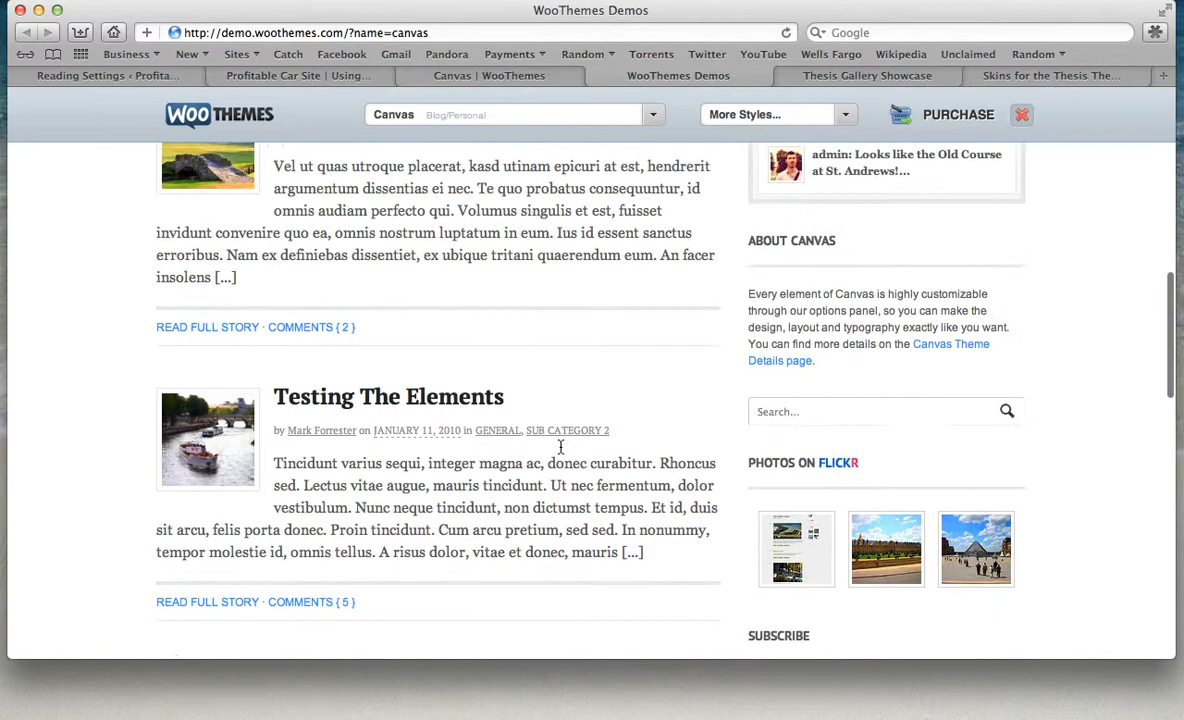 WooThemes Demos
http://demo.woothemes.com/?name=canvas
Google
Business New Sites Catch Facebook Gmail Pandora Payments Random Torrents Twitter YouTube Wells Fargo Wikipedia Unclaimed Random
Reading Settings ‹ Profita... Profitable Car Site | Using... Canvas | WooThemes WooThemes Demos Thesis Gallery Showcase Skins for the Thesis The...
WOOTHEMES
Canvas Blog/Personal
More Styles...
PURCHASE
Vel ut quas utroque placerat, kasd utinam epicuri at est, hendrerit
argumentum dissentias ei nec. Te quo probatus consequuntur, id
omnis audiam perfecto qui. Volumus singulis et est, fuisset
invidunt convenire quo ea, omnis nostrum luptatum in eum. Ius id essent sanctus
erroribus. Nam ex definiebas dissentiet, ex ubique tritani quaerendum eum. An facer
insolens [...]
READ FULL STORY · COMMENTS { 2 }
Testing The Elements
by Mark Forrester on JANUARY 11, 2010 in GENERAL, SUB CATEGORY 2
Tincidunt varius sequi, integer magna ac, donec curabitur. Rhoncus
sed. Lectus vitae augue, mauris tincidunt. Ut nec fermentum, dolor
vestibulum. Nunc neque tincidunt, non dictumst tempus. Et id, duis
sit arcu, felis porta donec. Proin tincidunt. Cum arcu pretium, sed sed. In nonummy,
tempor molestie id, omnis tellus. A risus dolor, vitae et donec, mauris [...]
READ FULL STORY · COMMENTS { 5 }
admin: Looks like the Old Course
at St. Andrews!...
ABOUT CANVAS
Every element of Canvas is highly customizable
through our options panel, so you can make the
design, layout and typography exactly like you want.
You can find more details on the Canvas Theme
Details page.
Search...
PHOTOS ON FLICKR
SUBSCRIBE